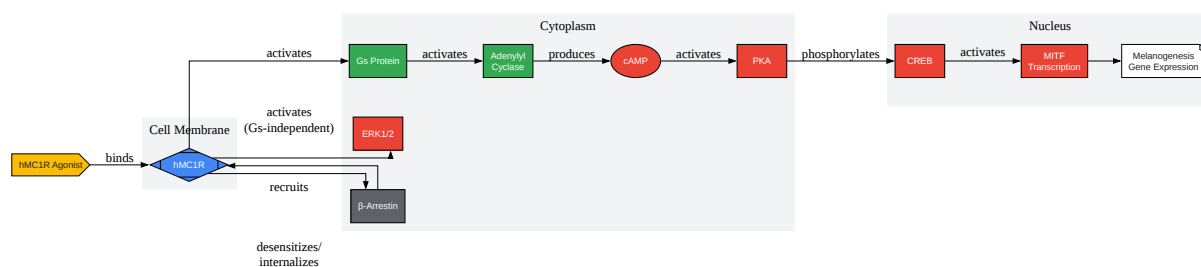 Cytoplasm
Nucleus
activates
Gs Protein
activates
Adenylyl
Cyclase
produces
cAMP
activates
PKA
phosphorylates
CREB
activates
MITF
Transcription
Melanogenesis
Gene Expression
activates
(Gs-independent)
Cell Membrane
ERK1/2
hMC1R Agonist
binds
hMC1R
recruits
β-Arrestin
desensitizes/
internalizes